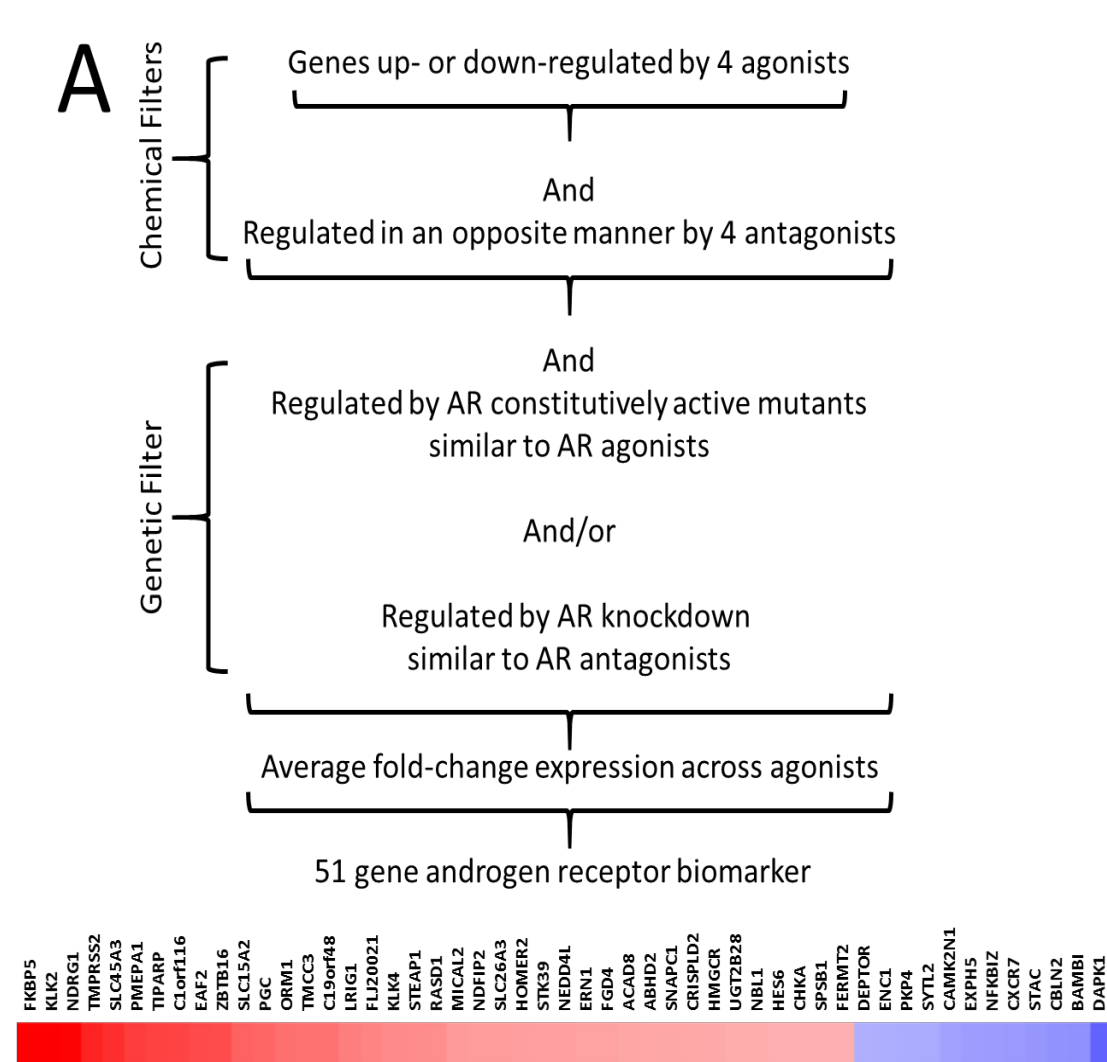 A
Chemical Filters
Genes up- or down-regulated by 4 agonists
And
Regulated in an opposite manner by 4 antagonists
Genetic Filter
And
Regulated by AR constitutively active mutants
similar to AR agonists
And/or
Regulated by AR knockdown
similar to AR antagonists
Average fold-change expression across agonists
51 gene androgen receptor biomarker
FKBP5
KLK2
NDRG1
TMPRSS2
SLC45A3
PMEPA1
TIPARP
C1orf116
EAF2
ZBTB16
SLC15A2
PGC
ORM1
TMCC3
C19orf48
LRIG1
FLJ20021
KLK4
STEAP1
RASD1
MICAL2
NDFIP2
SLC26A3
HOMER2
STK39
NEDD4L
ERN1
FGD4
ACAD8
ABHD2
SNAPC1
CRISPLD2
HMGCR
UGT2B28
NBL1
HES6
CHKA
SPSB1
FERMT2
DEPTOR
ENC1
PKP4
SYTL2
CAMK2N1
EXPH5
NFKBIZ
CXCR7
STAC
CBLN2
BAMBI
DAPK1